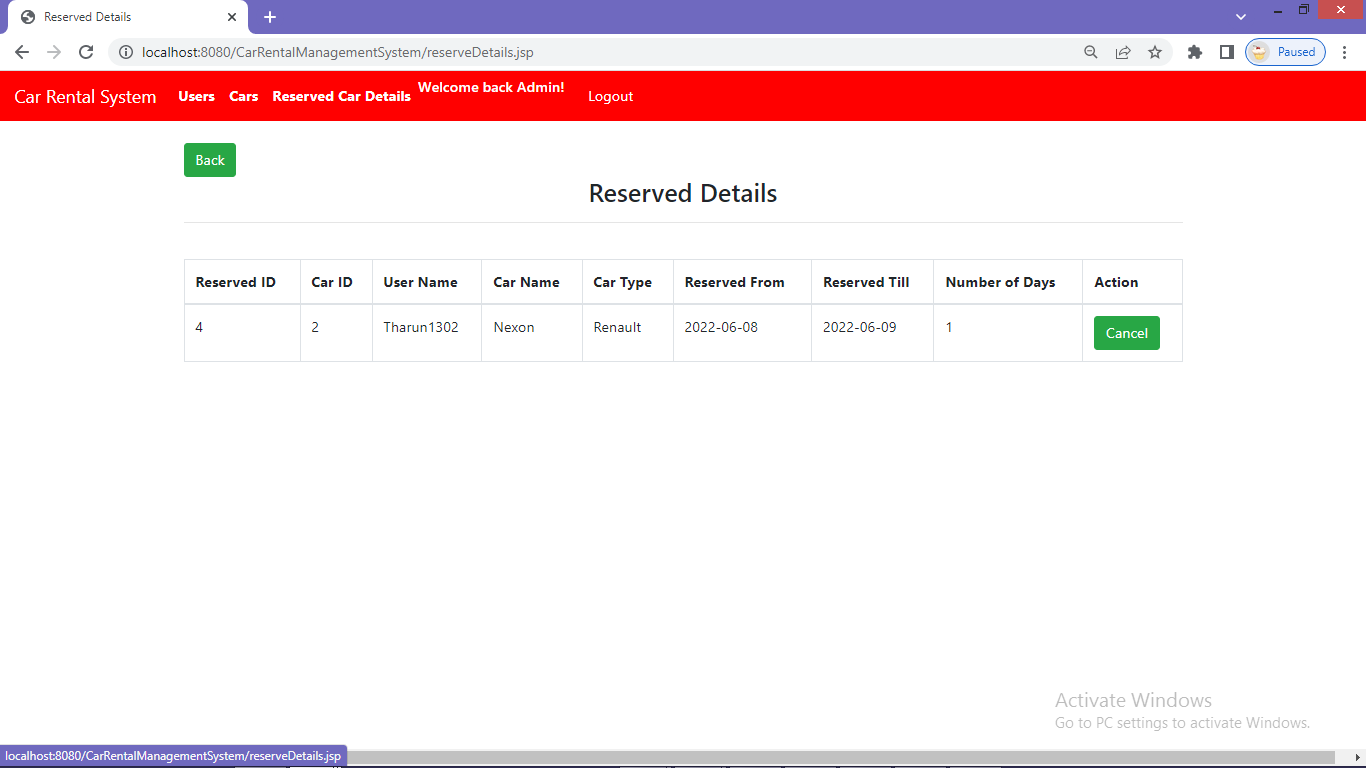 Reserved Details
localhost:8080/CarRentalManagementSystem/reserveDetails.jsp
Paused
Car Rental System Users Cars Reserved Car Details Welcome back Admin! Logout
Back
Reserved Details
Reserved ID Car ID User Name Car Name Car Type Reserved From Reserved Till Number of Days Action
4 2 Tharun1302 Nexon Renault 2022-06-08 2022-06-09 1 Cancel
Activate Windows
Go to PC settings to activate Windows.
localhost:8080/CarRentalManagementSystem/reserveDetails.jsp